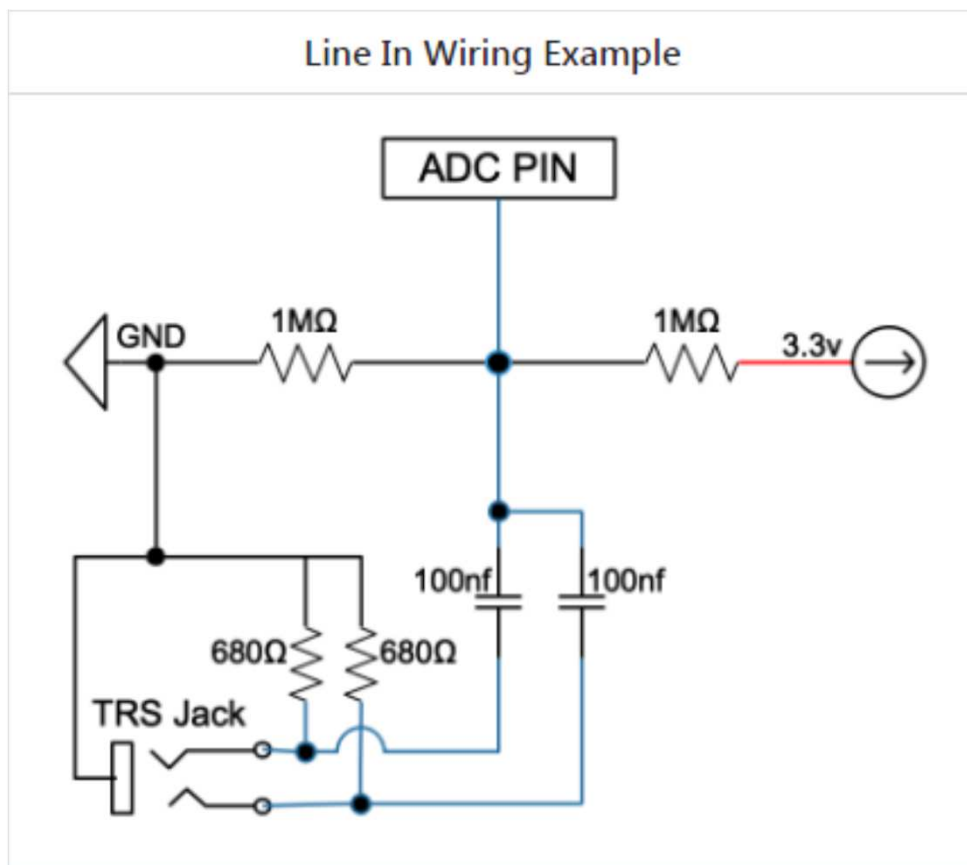 Line In Wiring Example
ADC PIN
GND
1MΩ
1MΩ
3.3v
100nf
100nf
680Ω
680Ω
TRS Jack